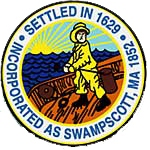 SETTLED IN 1629
INCORPORATED AS SWAMPSCOTT, MA 1852